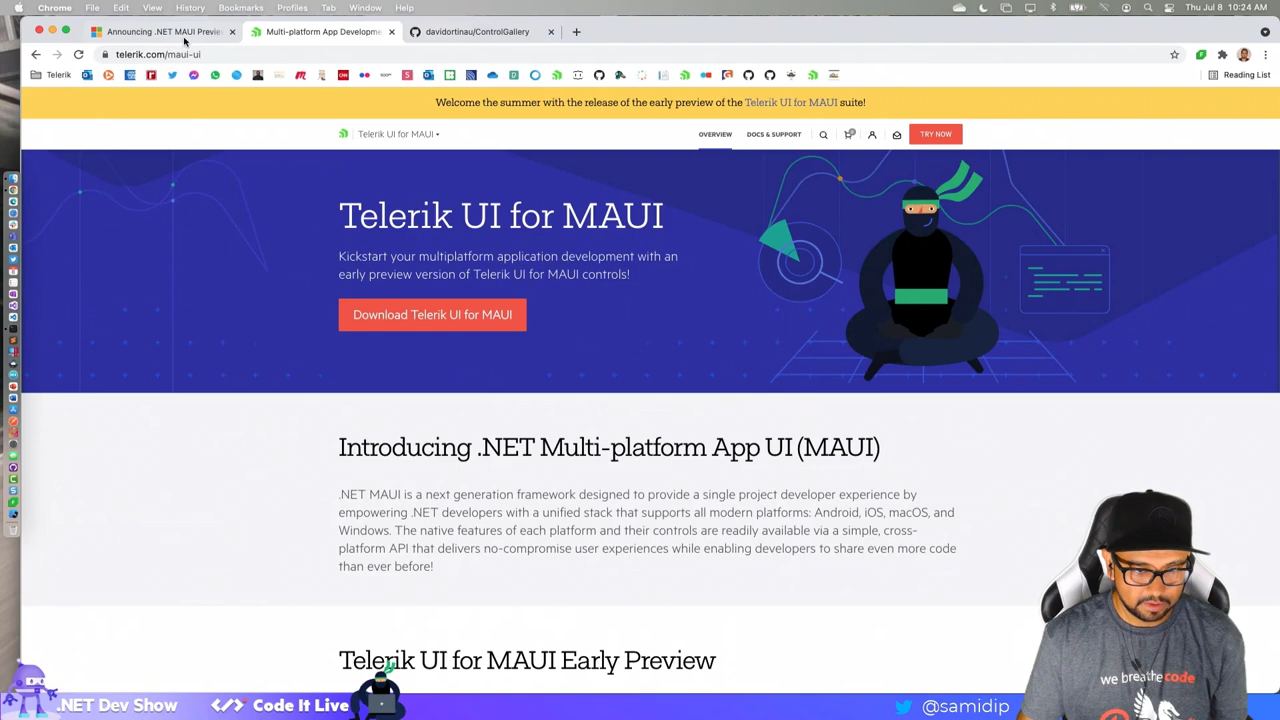 Chrome File Edit View History Bookmarks Profiles Tab Window Help Thu Jul 8 10:24 AM
Announcing .NET MAUI Previe Multi-platform App Developme davidortinau/ControlGallery
telerik.com/maui-ui
Telerik Reading List
Welcome the summer with the release of the early preview of the Telerik UI for MAUI suite!
Telerik UI for MAUI OVERVIEW DOCS & SUPPORT TRY NOW
Telerik UI for MAUI
Kickstart your multiplatform application development with an
early preview version of Telerik UI for MAUI controls!
Download Telerik UI for MAUI
Introducing .NET Multi-platform App UI (MAUI)
.NET MAUI is a next generation framework designed to provide a single project developer experience by
empowering .NET developers with a unified stack that supports all modern platforms: Android, iOS, macOS, and
Windows. The native features of each platform and their controls are readily available via a simple, cross-
platform API that delivers no-compromise user experiences while enabling developers to share even more code
than ever before!
Telerik UI for MAUI Early Preview
we breathe code
.NET Dev Show Code It Live @samidip